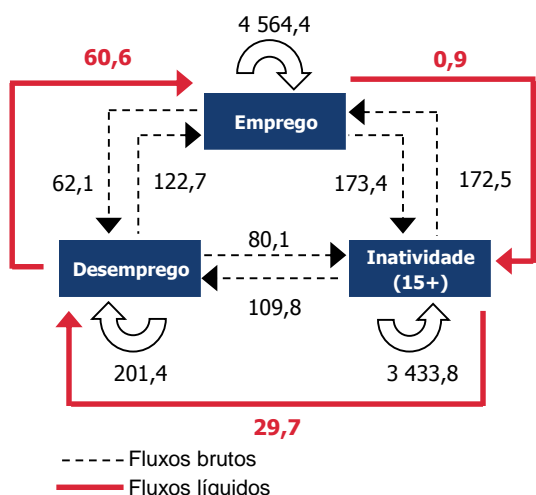 4 564,4
60,6
0,9
Emprego
62,1
122,7
173,4
172,5
80,1
Desemprego
Inatividade
(15+)
109,8
201,4
3 433,8
29,7
Fluxos brutos
Fluxos líquidos